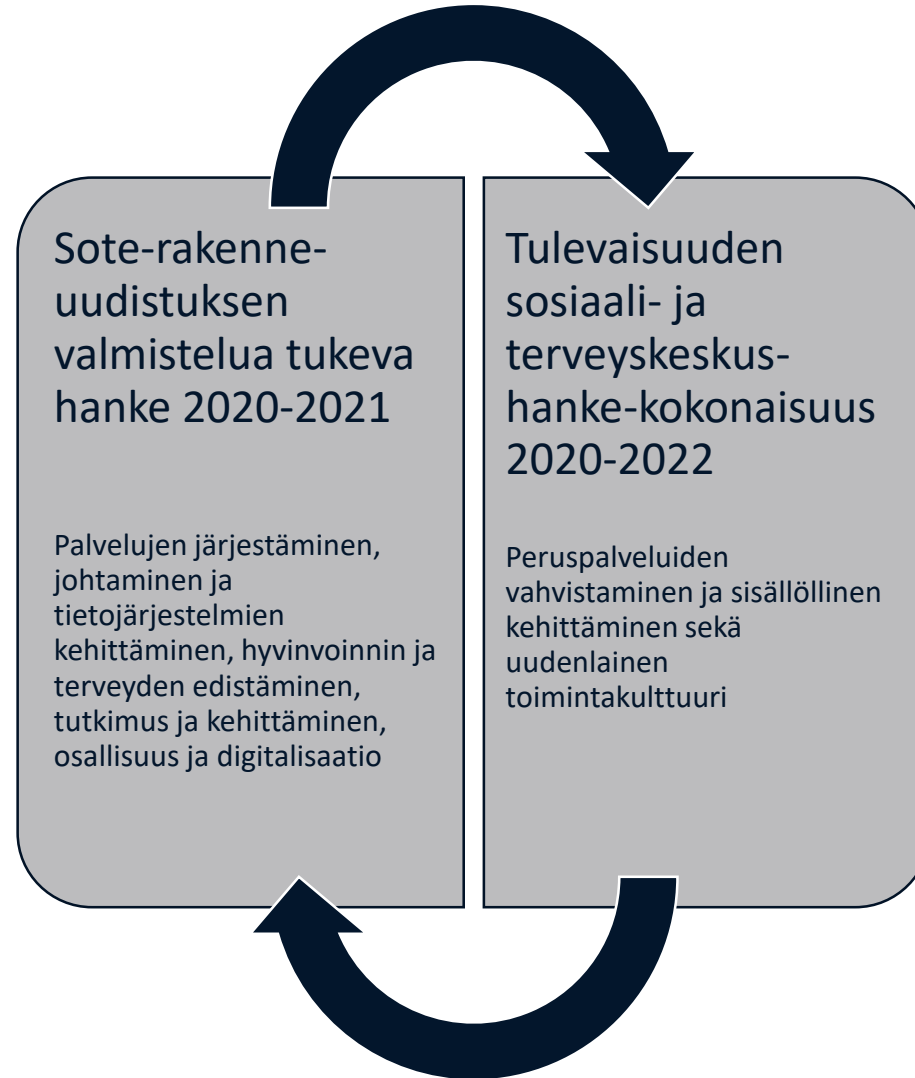 Sote-rakenne-
uudistuksen
valmistelua tukeva
hanke 2020-2021
Palvelujen järjestäminen,
johtaminen ja
tietojärjestelmien
kehittäminen, hyvinvoinnin ja
terveyden edistäminen,
tutkimus ja kehittäminen,
osallisuus ja digitalisaatio
Tulevaisuuden
sosiaali- ja
terveyskeskus-
hanke-kokonaisuus
2020-2022
Peruspalveluiden
vahvistaminen ja sisällöllinen
kehittäminen sekä
uudenlainen
toimintakulttuuri